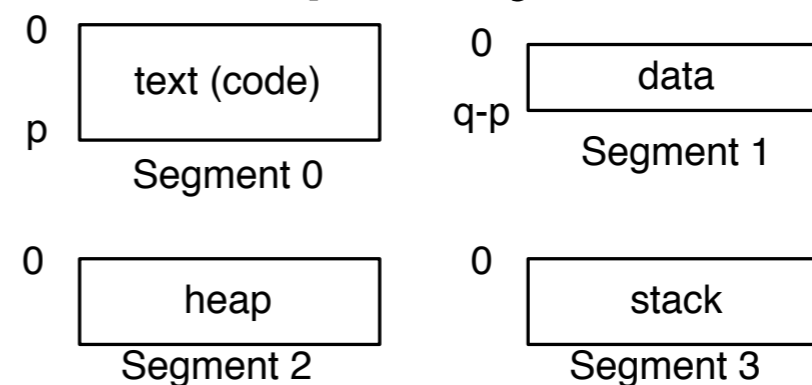 0
text (code)
p
Segment 0
0
data
q-p
Segment 1
0
heap
Segment 2
0
stack
Segment 3